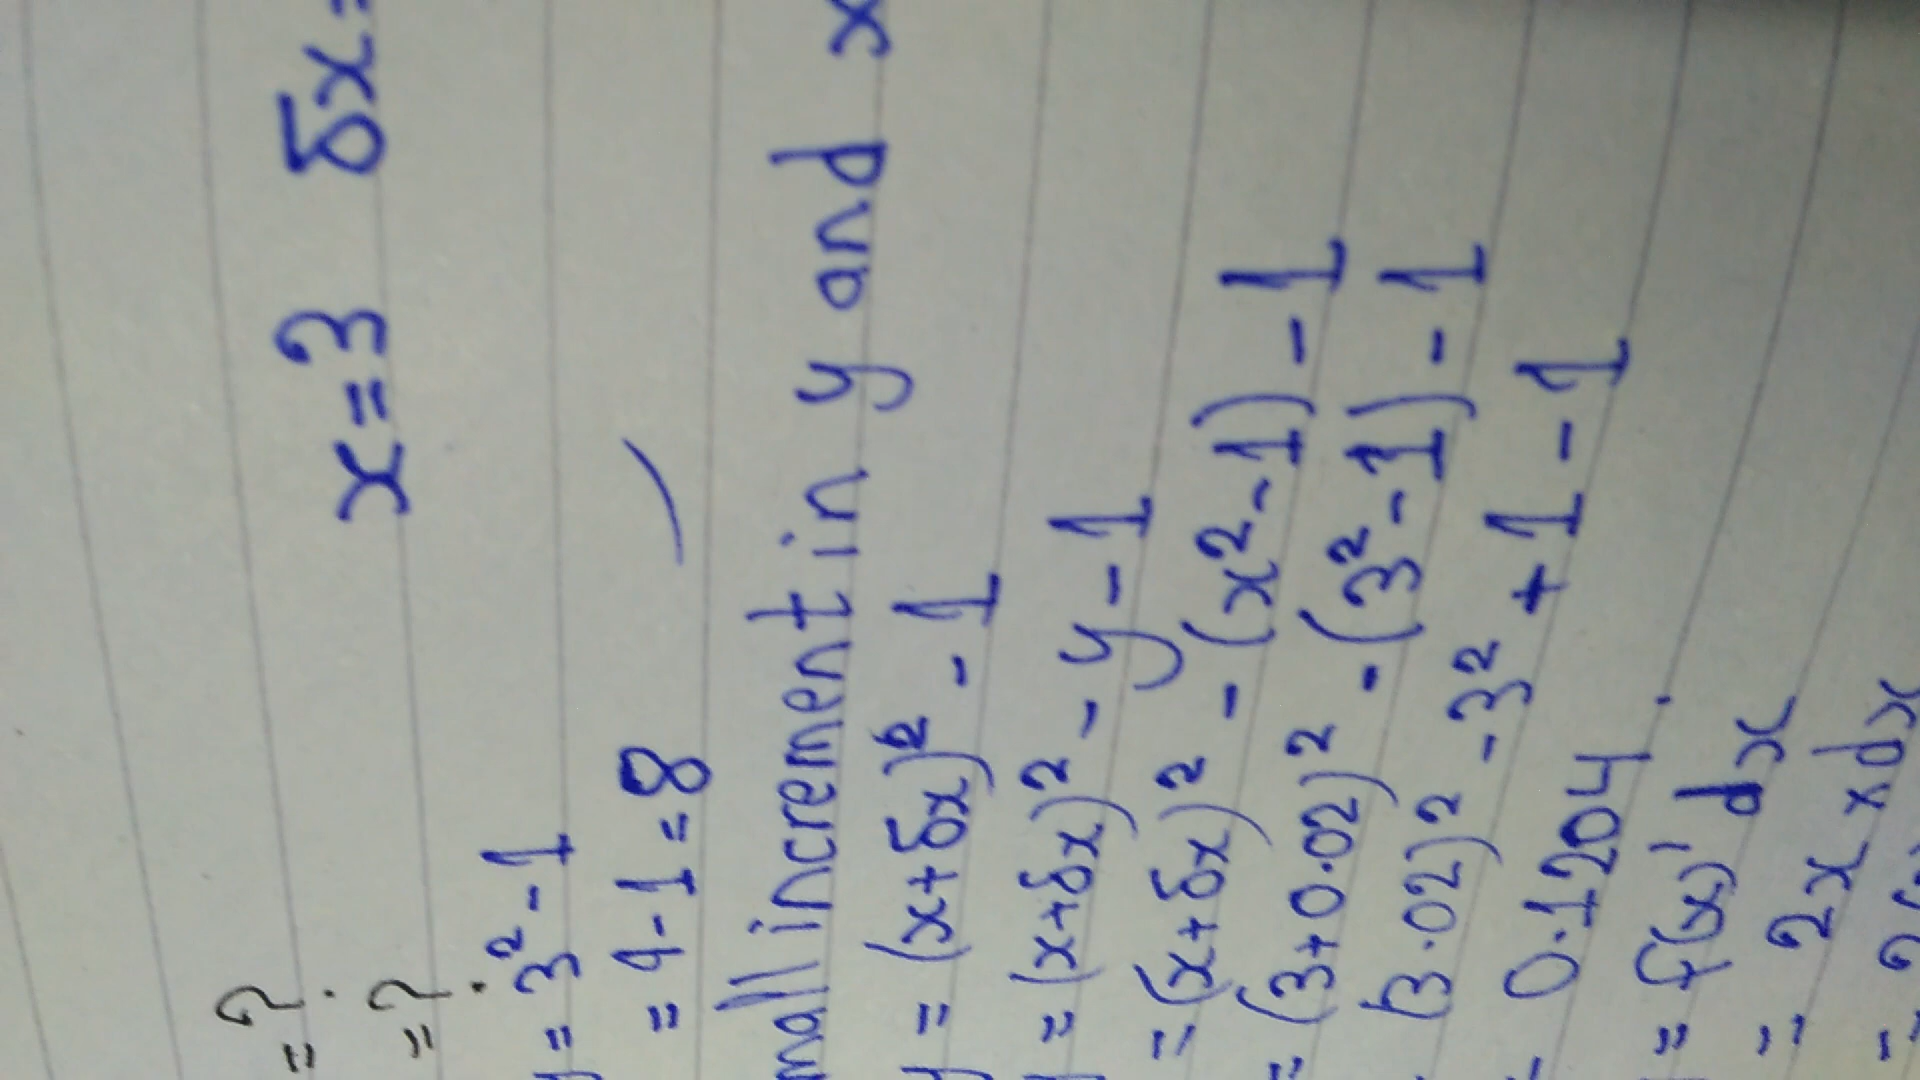 x=3 δx=
=?
=?
y = 3² - 1
= 9 - 1 = 8
mall increment in y and x
y = (x+δx)² - 1
y = (x+δx)² - y - 1
= (x+δx)² - (x² - 1) - 1
= (3+0.02)² - (3² - 1) - 1
(3.02)² - 3² + 1 - 1
- 0.1204
= f(x)' dx
= 2x × dx